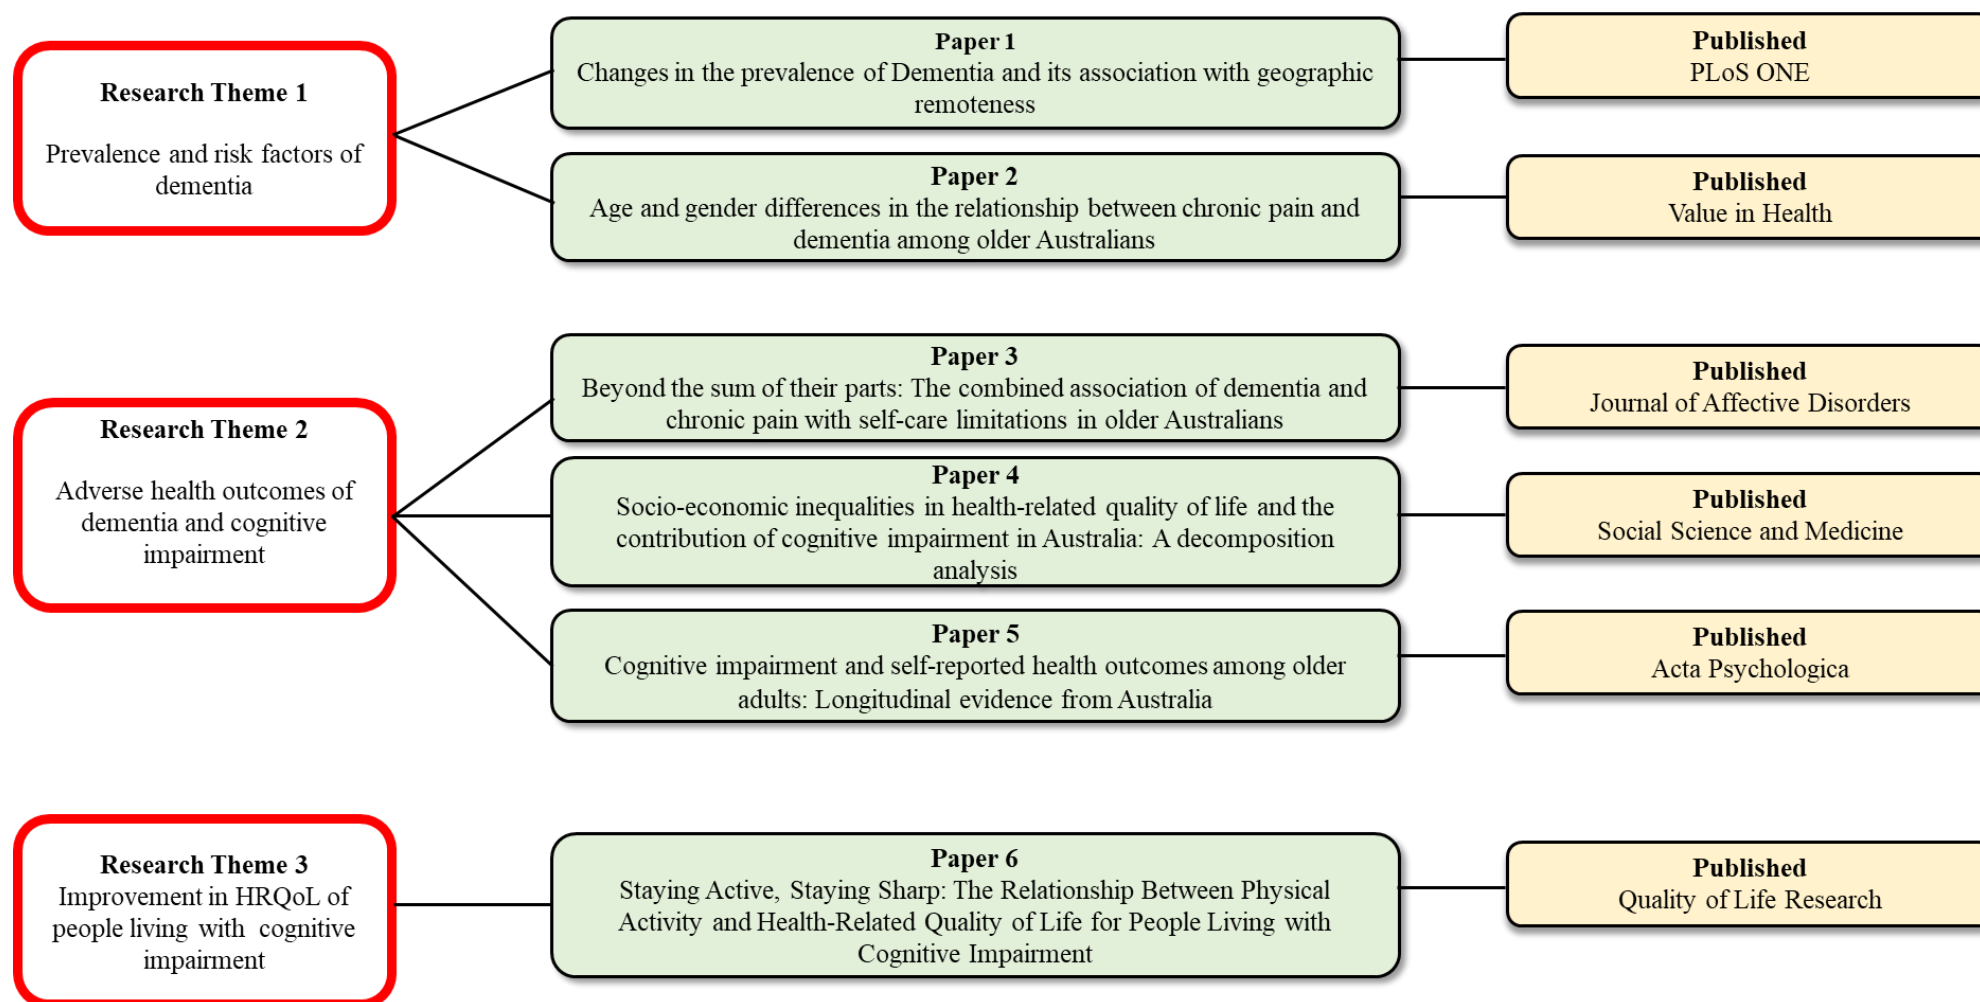 Research Theme 1
Prevalence and risk factors of
dementia
Paper 1
Changes in the prevalence of Dementia and its association with geographic
remoteness
Published
PLoS ONE
Paper 2
Age and gender differences in the relationship between chronic pain and
dementia among older Australians
Published
Value in Health
Research Theme 2
Adverse health outcomes of
dementia and cognitive
impairment
Paper 3
Beyond the sum of their parts: The combined association of dementia and
chronic pain with self-care limitations in older Australians
Published
Journal of Affective Disorders
Paper 4
Socio-economic inequalities in health-related quality of life and the
contribution of cognitive impairment in Australia: A decomposition
analysis
Published
Social Science and Medicine
Paper 5
Cognitive impairment and self-reported health outcomes among older
adults: Longitudinal evidence from Australia
Published
Acta Psychologica
Research Theme 3
Improvement in HRQoL of
people living with cognitive
impairment
Paper 6
Staying Active, Staying Sharp: The Relationship Between Physical
Activity and Health-Related Quality of Life for People Living with
Cognitive Impairment
Published
Quality of Life Research